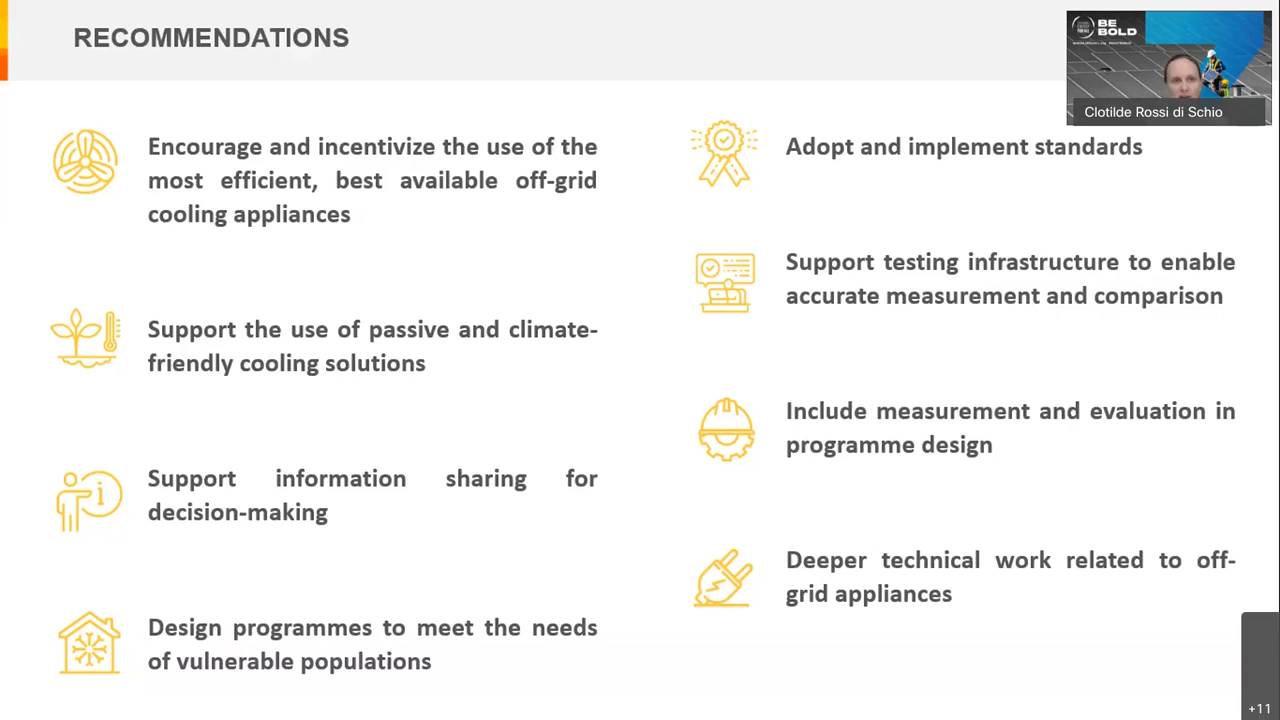 RECOMMENDATIONS
BE
BOLD
FOR ALL
Clotilde Rossi di Schio
Encourage and incentivize the use of the
most efficient, best available off-grid
cooling appliances
Support the use of passive and climate-
friendly cooling solutions
i
Support information sharing for
decision-making
Design programmes to meet the needs
of vulnerable populations
Adopt and implement standards
Support testing infrastructure to enable
accurate measurement and comparison
Include measurement and evaluation in
programme design
Deeper technical work related to off-
grid appliances
+11